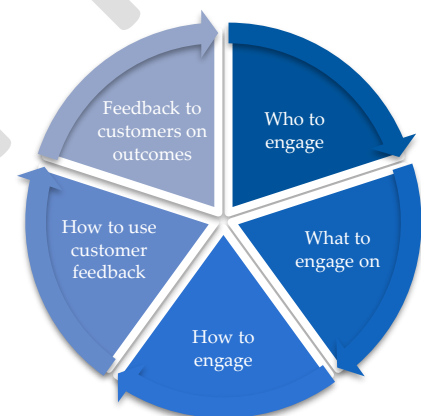 Who to
engage
What to
engage on
How to
engage
How to use
customer
feedback
Feedback to
customers on
outcomes